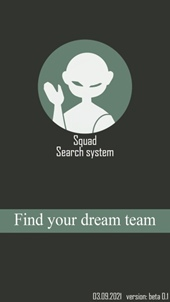 Squad
Search system
Find your dream team
03.09.2021 version: beta 0.1